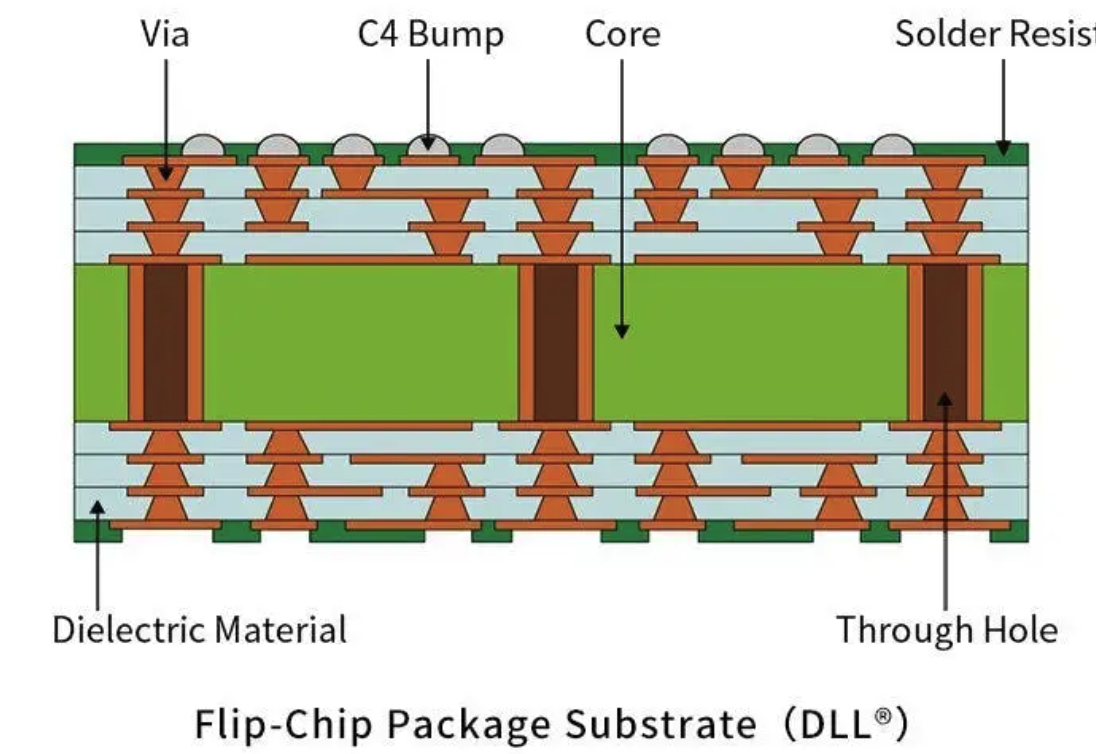 Via
C4 Bump
Core
Solder Resist
Dielectric Material
Through Hole
Flip-Chip Package Substrate（DLL®）